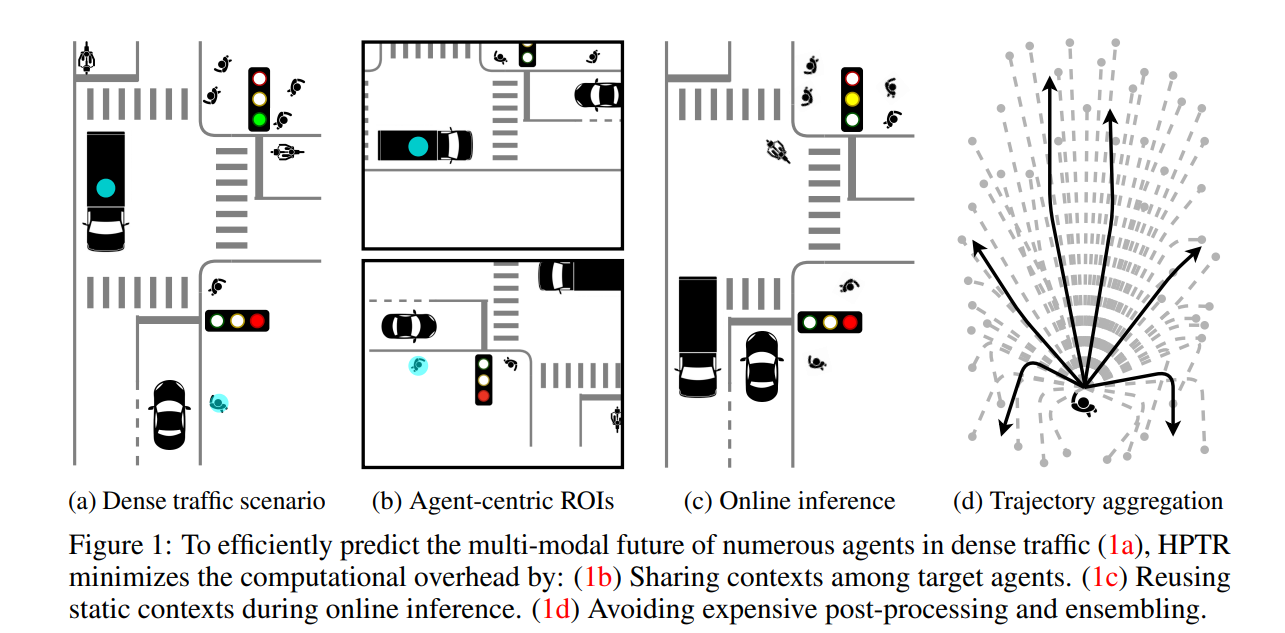 (a) Dense traffic scenario
(b) Agent-centric ROIs
(c) Online inference
(d) Trajectory aggregation
Figure 1: To efficiently predict the multi-modal future of numerous agents in dense traffic (1a), HPTR
minimizes the computational overhead by: (1b) Sharing contexts among target agents. (1c) Reusing
static contexts during online inference. (1d) Avoiding expensive post-processing and ensembling.